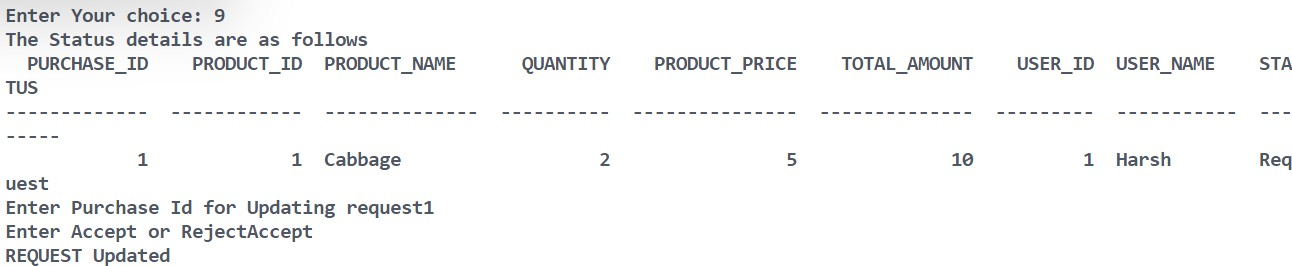 Enter Your choice: 9
The Status details are as follows
  PURCHASE_ID    PRODUCT_ID  PRODUCT_NAME      QUANTITY    PRODUCT_PRICE    TOTAL_AMOUNT    USER_ID  USER_NAME    STA
TUS
-------------  ------------  --------------  ----------  ---------------  --------------  ---------  -----------  ---
-----
            1             1  Cabbage                  2                5              10          1  Harsh        Req
uest
Enter Purchase Id for Updating request1
Enter Accept or RejectAccept
REQUEST Updated